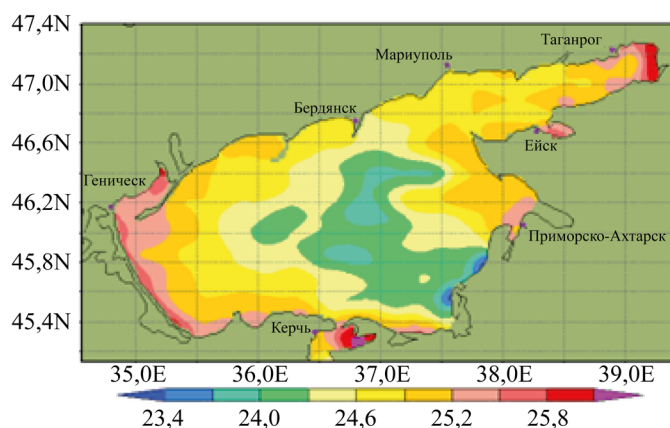 47,4N
Таганрог
Мариуполь
47,0N
Бердянск
46,6N
Ейск
Геническ
46,2N
Приморско-Ахтарск
45,8N
45,4N
Керчь
35,0E 36,0E 37,0E 38,0E 39,0E
23,4 24,0 24,6 25,2 25,8